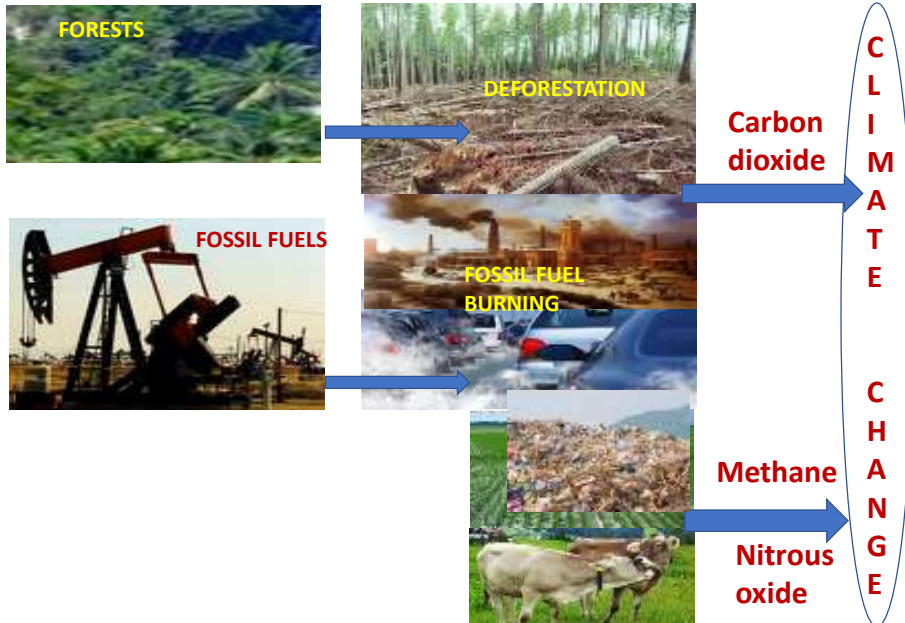 FORESTS
DEFORESTATION
Carbon
dioxide
FOSSIL FUELS
FOSSIL FUEL
BURNING
Methane
Nitrous
oxide
C
L
I
M
A
T
E
C
H
A
N
G
E